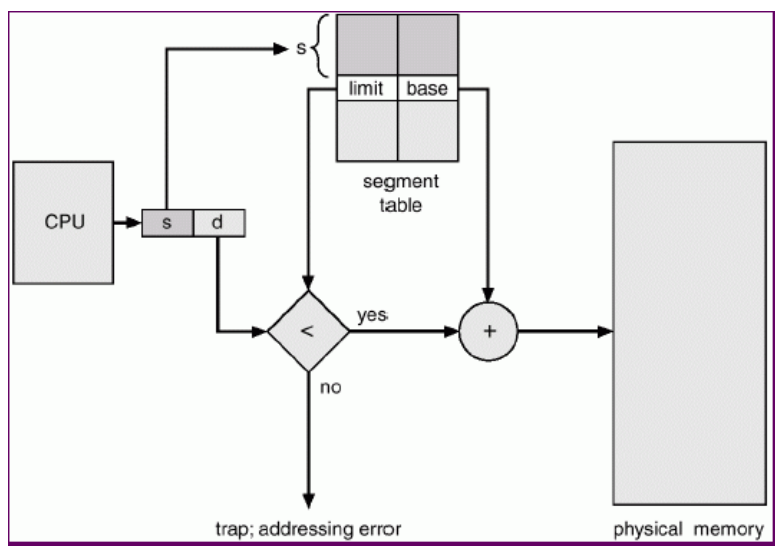 s
limit base
segment
table
CPU
s d
<
yes
+
no
trap; addressing error
physical memory